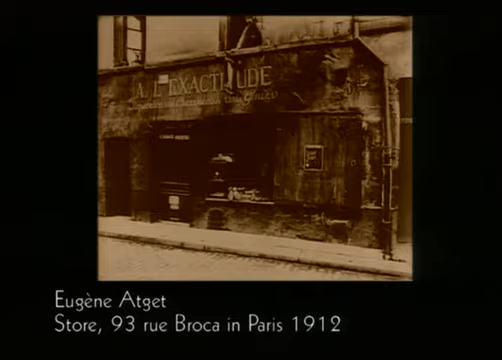 A L'EXACTITUDE
Eugène Atget
Store, 93 rue Broca in Paris 1912